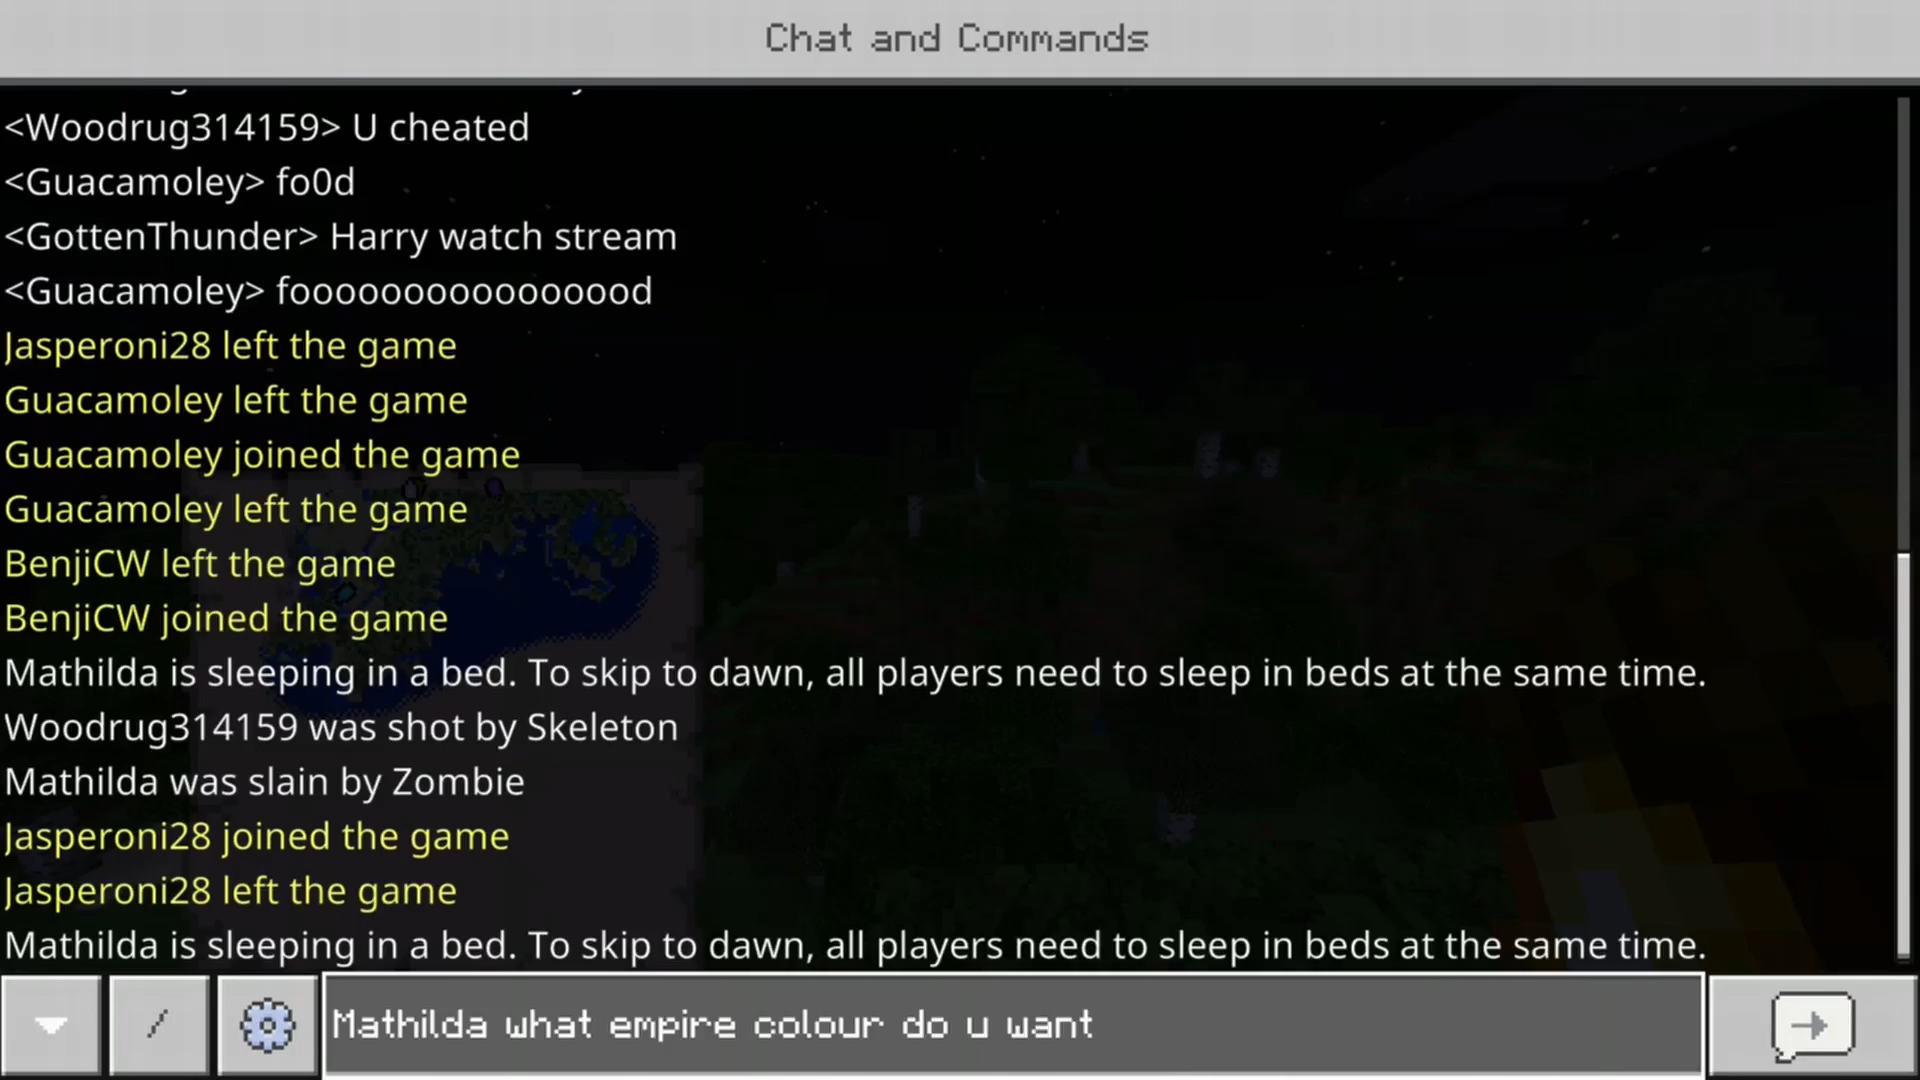 Chat and Commands
<Woodrug314159> U cheated
<Guacamoley> fo0d
<GottenThunder> Harry watch stream
<Guacamoley> fooooooooooooooood
Jasperoni28 left the game
Guacamoley left the game
Guacamoley joined the game
Guacamoley left the game
BenjiCW left the game
BenjiCW joined the game
Mathilda is sleeping in a bed. To skip to dawn, all players need to sleep in beds at the same time.
Woodrug314159 was shot by Skeleton
Mathilda was slain by Zombie
Jasperoni28 joined the game
Jasperoni28 left the game
Mathilda is sleeping in a bed. To skip to dawn, all players need to sleep in beds at the same time.
/
Mathilda what empire colour do u want